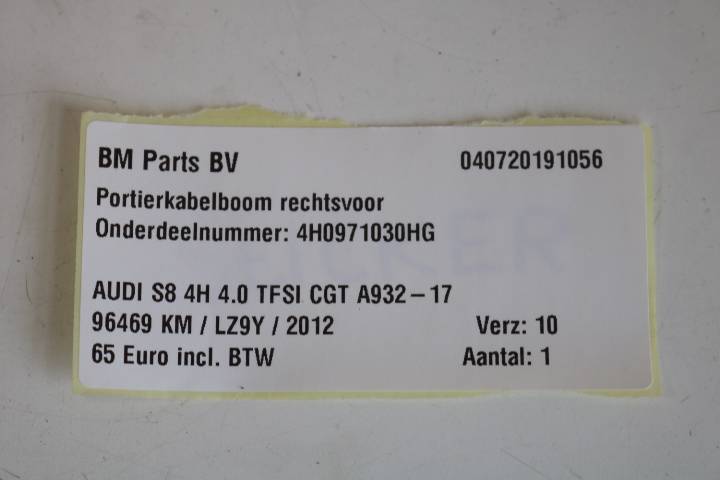 BM Parts BV 040720191056
Portierkabelboom rechtsvoor
Onderdeelnummer: 4H0971030HG
AUDI S8 4H 4.0 TFSI CGT A932-17
96469 KM / LZ9Y / 2012 Verz: 10
65 Euro incl. BTW Aantal: 1